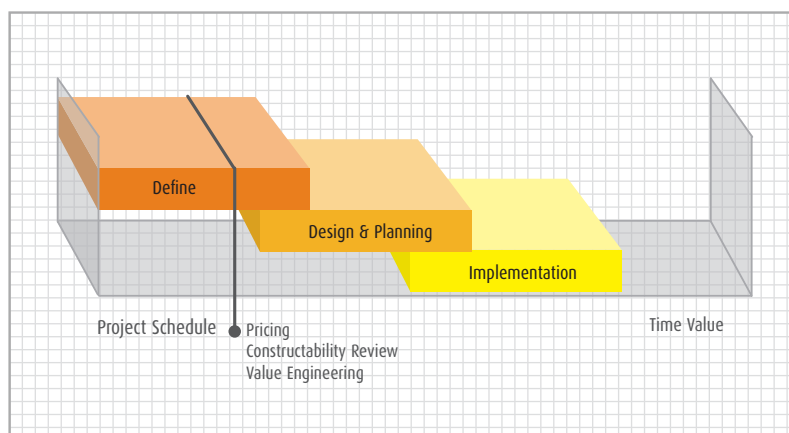 Define
Design & Planning
Implementation
Project Schedule
Pricing
Constructability Review
Value Engineering
Time Value